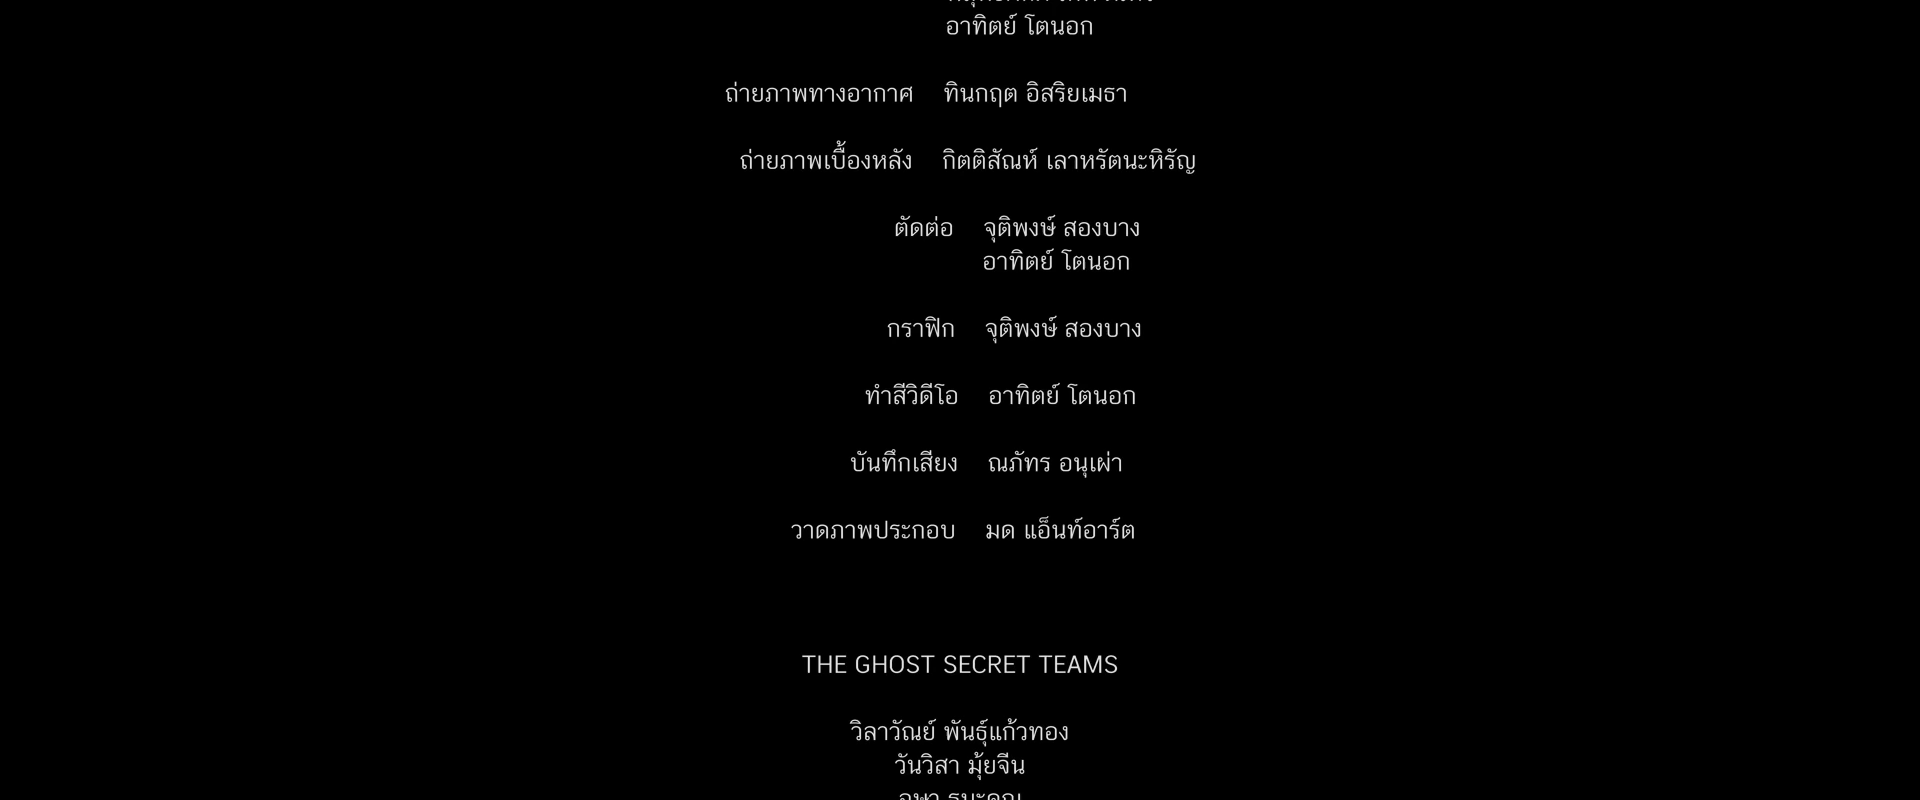 อาทิตย์ โตนอก
ถ่ายภาพทางอากาศ ทินกฤต อิสริยเมธา
ถ่ายภาพเบื้องหลัง กิตติสัณห์ เลาหรัตนะหิรัญ
ตัดต่อ จุติพงษ์ สองบาง
อาทิตย์ โตนอก
กราฟิก จุติพงษ์ สองบาง
ทำสีวิดีโอ อาทิตย์ โตนอก
บันทึกเสียง ณภัทร อนุเผ่า
วาดภาพประกอบ มด แอ็นท์อาร์ต
THE GHOST SECRET TEAMS
วิลาวัณย์ พันธุ์แก้วทอง
วันวิสา มุ้ยจีน